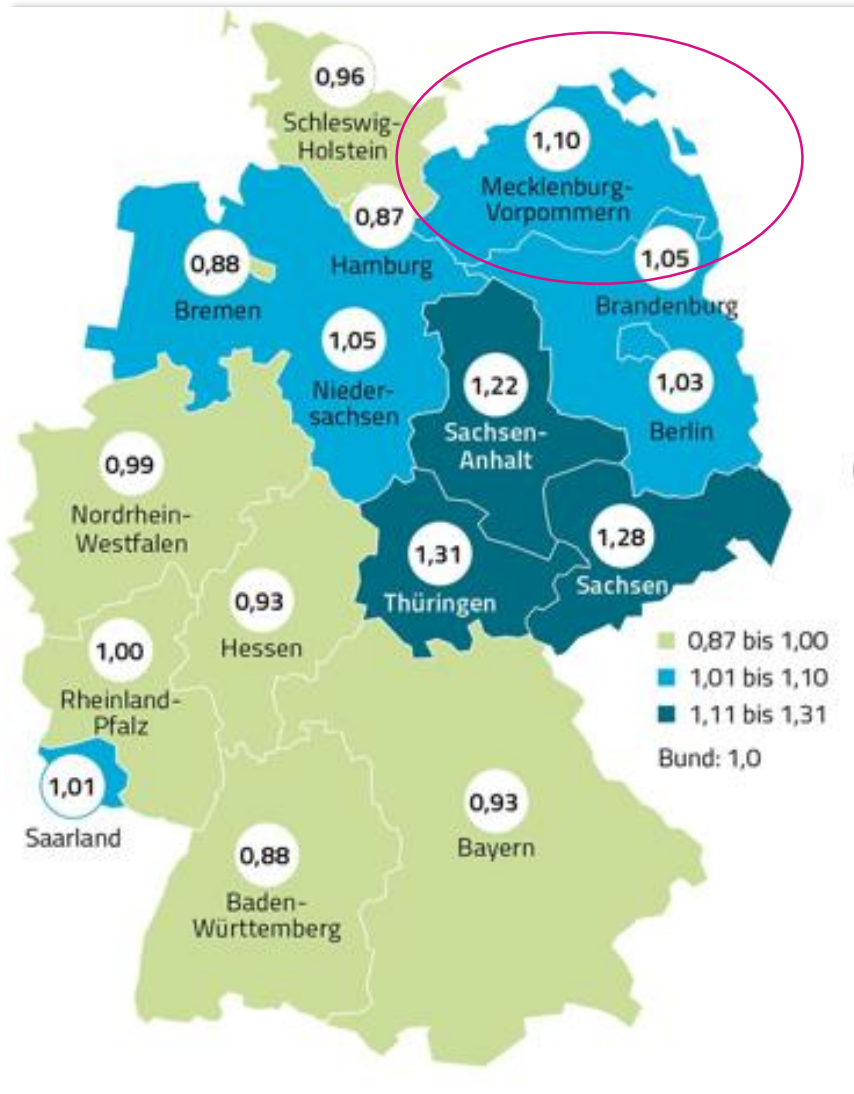 0,96
Schleswig-
Holstein
1,10
Mecklenburg-
Vorpommern
0,87
Hamburg
0,88
Bremen
1,05
Brandenburg
1,05
Nieder-
sachsen
1,22
Sachsen-
Anhalt
1,03
Berlin
0,99
Nordrhein-
Westfalen
1,31
Thüringen
1,28
Sachsen
0,93
Hessen
1,00
Rheinland-
Pfalz
1,01
Saarland
0,88
Baden-
Württemberg
0,93
Bayern
0,87 bis 1,00
1,01 bis 1,10
1,11 bis 1,31
Bund: 1,0